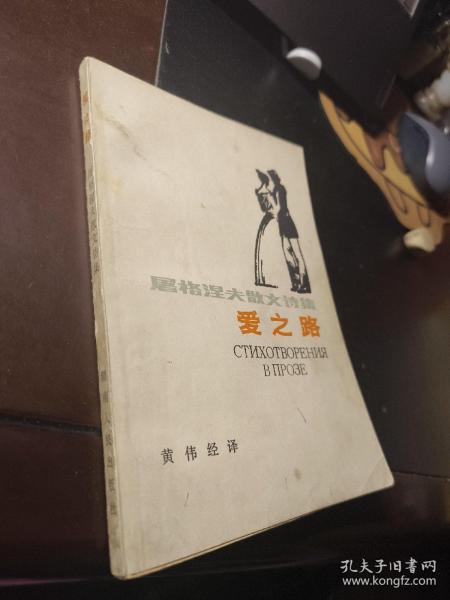 屠格涅夫散文诗集
爱之路
СТИХОТВОРЕНИЯ
В ПРОЗЕ
黄伟经译
孔夫子旧书网
www.kongfz.com